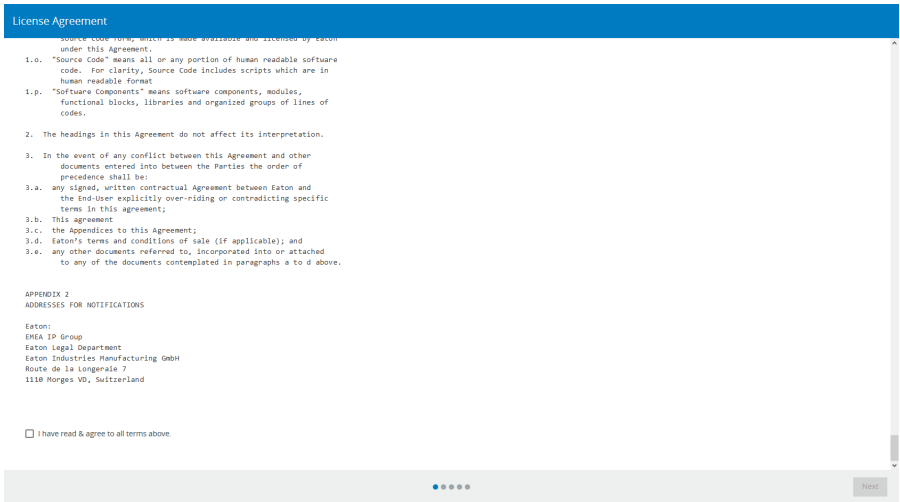 License Agreement
source code form, which is made available and licensed by Eaton
under this Agreement.
1.o. "Source Code" means all or any portion of human readable software
code. For clarity, Source Code includes scripts which are in
human readable format
1.p. "Software Components" means software components, modules,
functional blocks, libraries and organized groups of lines of
codes.
2. The headings in this Agreement do not affect its interpretation.
3. In the event of any conflict between this Agreement and other
documents entered into between the Parties the order of
precedence shall be:
3.a. any signed, written contractual Agreement between Eaton and
the End-User explicitly over-riding or contradicting specific
terms in this agreement;
3.b. This agreement
3.c. the Appendices to this Agreement;
3.d. Eaton's terms and conditions of sale (if applicable); and
3.e. any other documents referred to, incorporated into or attached
to any of the documents contemplated in paragraphs a to d above.
APPENDIX 2
ADDRESSES FOR NOTIFICATIONS
Eaton:
EMEA IP Group
Eaton Legal Department
Eaton Industries Manufacturing GmbH
Route de la Longeraie 7
1110 Morges VD, Switzerland
I have read & agree to all terms above.
Next